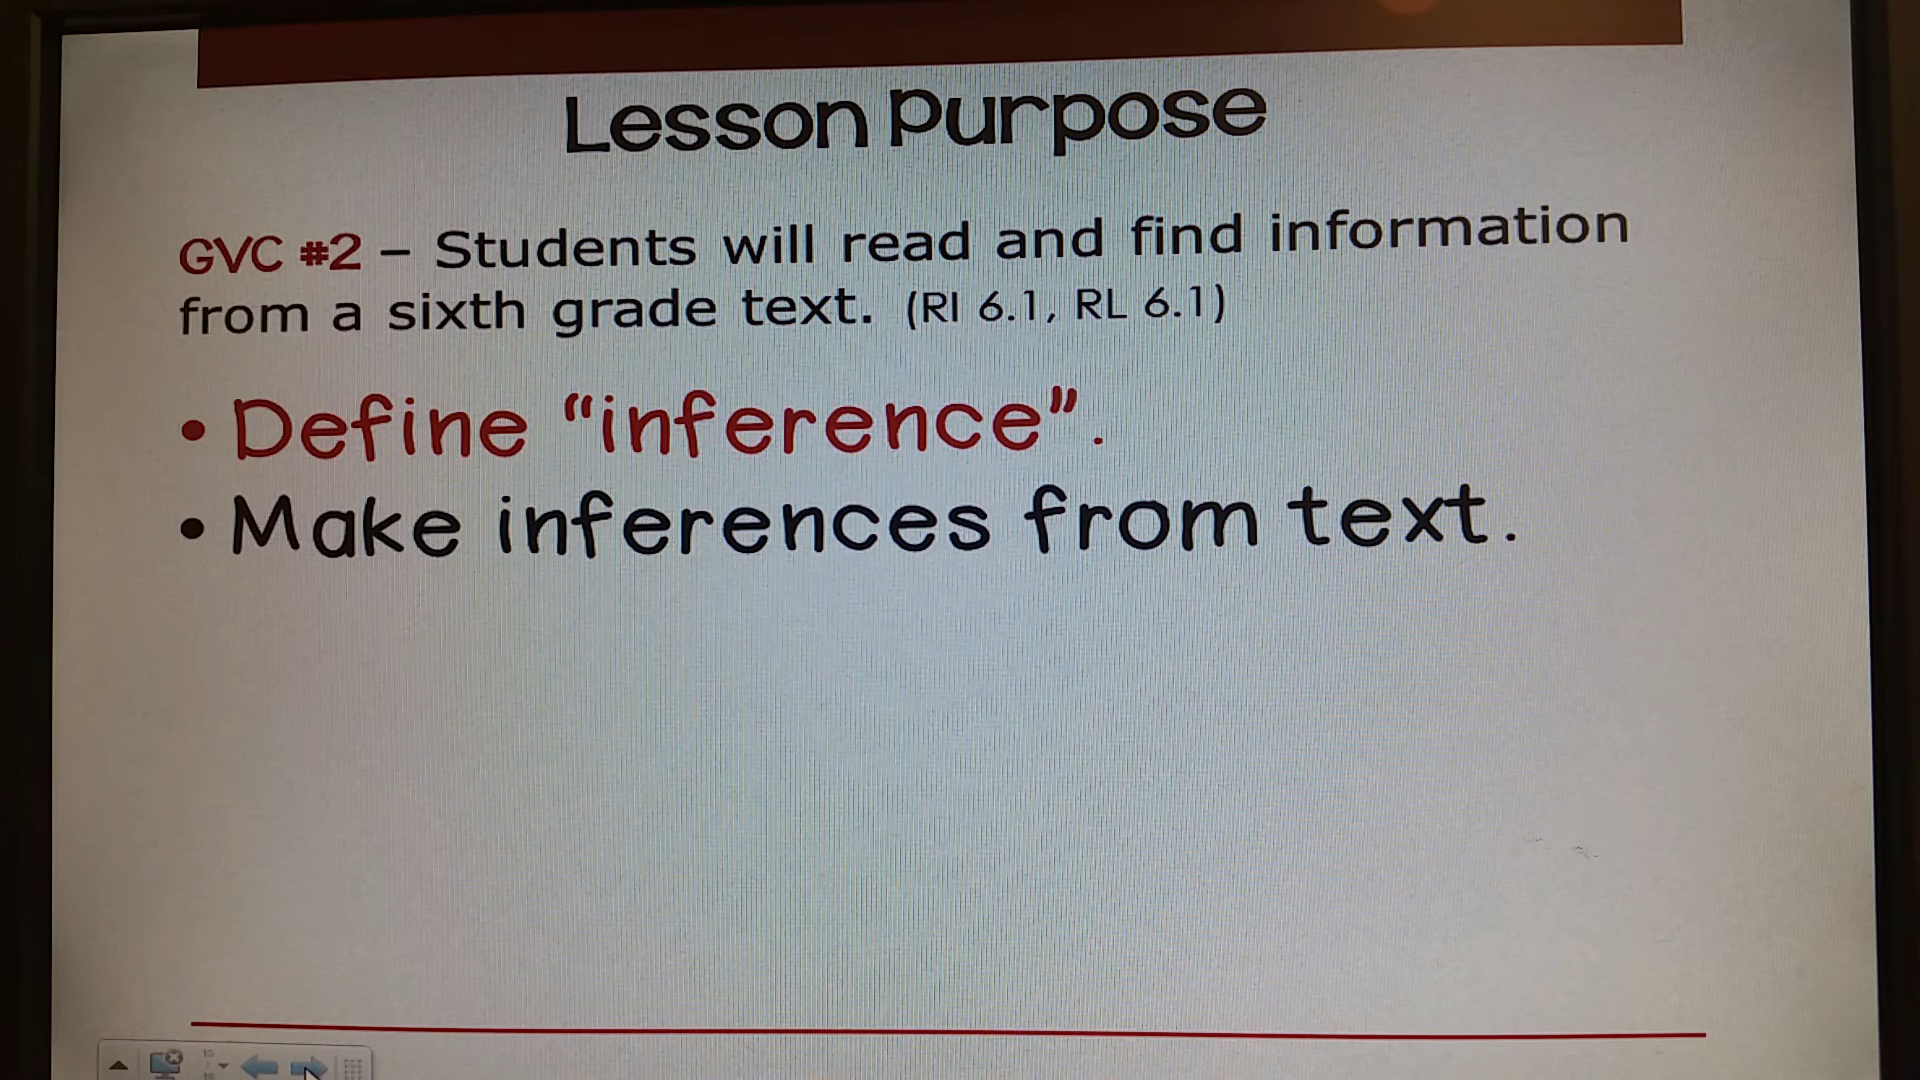 Lesson Purpose
GVC #2 – Students will read and find information
from a sixth grade text. (RI 6.1, RL 6.1)
• Define “inference”.
• Make inferences from text.